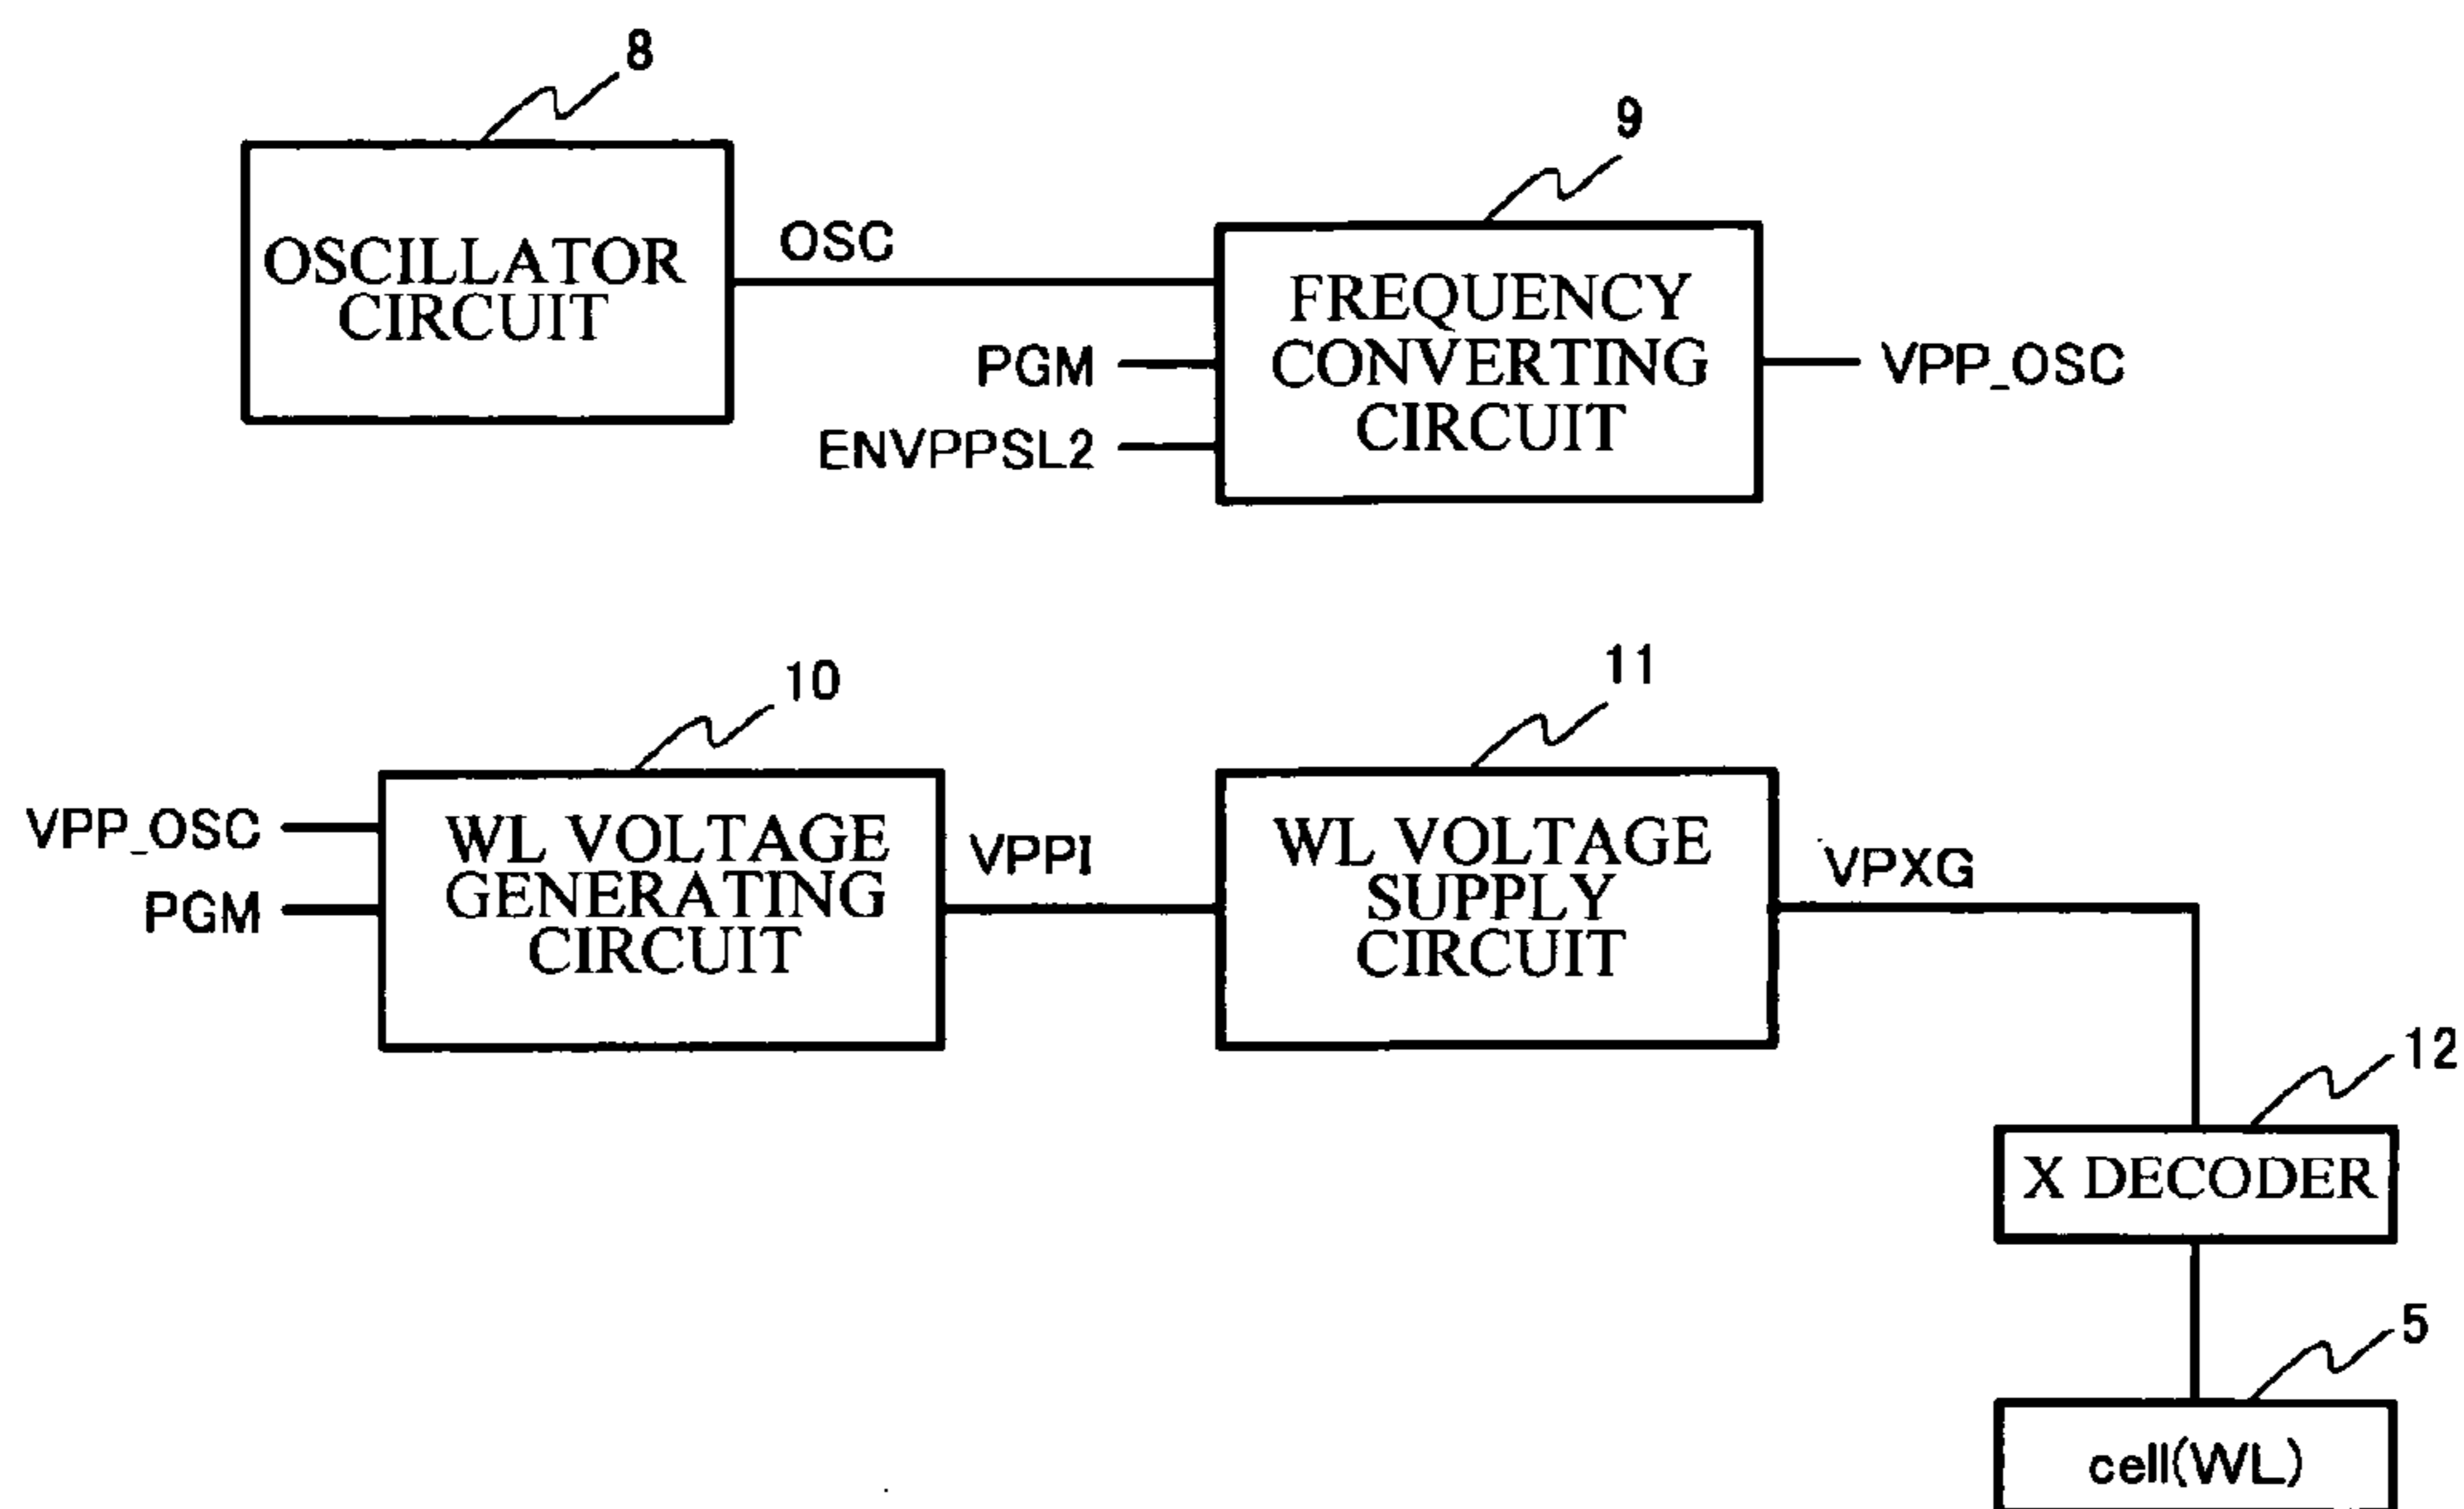 8
9
OSCILLATOR
CIRCUIT
OSC
FREQUENCY
CONVERTING
CIRCUIT
PGM
ENVPPSL2
VPP_OSC
10
11
VPP_OSC
PGM
WL VOLTAGE
GENERATING
CIRCUIT
VPPI
WL VOLTAGE
SUPPLY
CIRCUIT
VPXG
12
X DECODER
5
cell(WL)